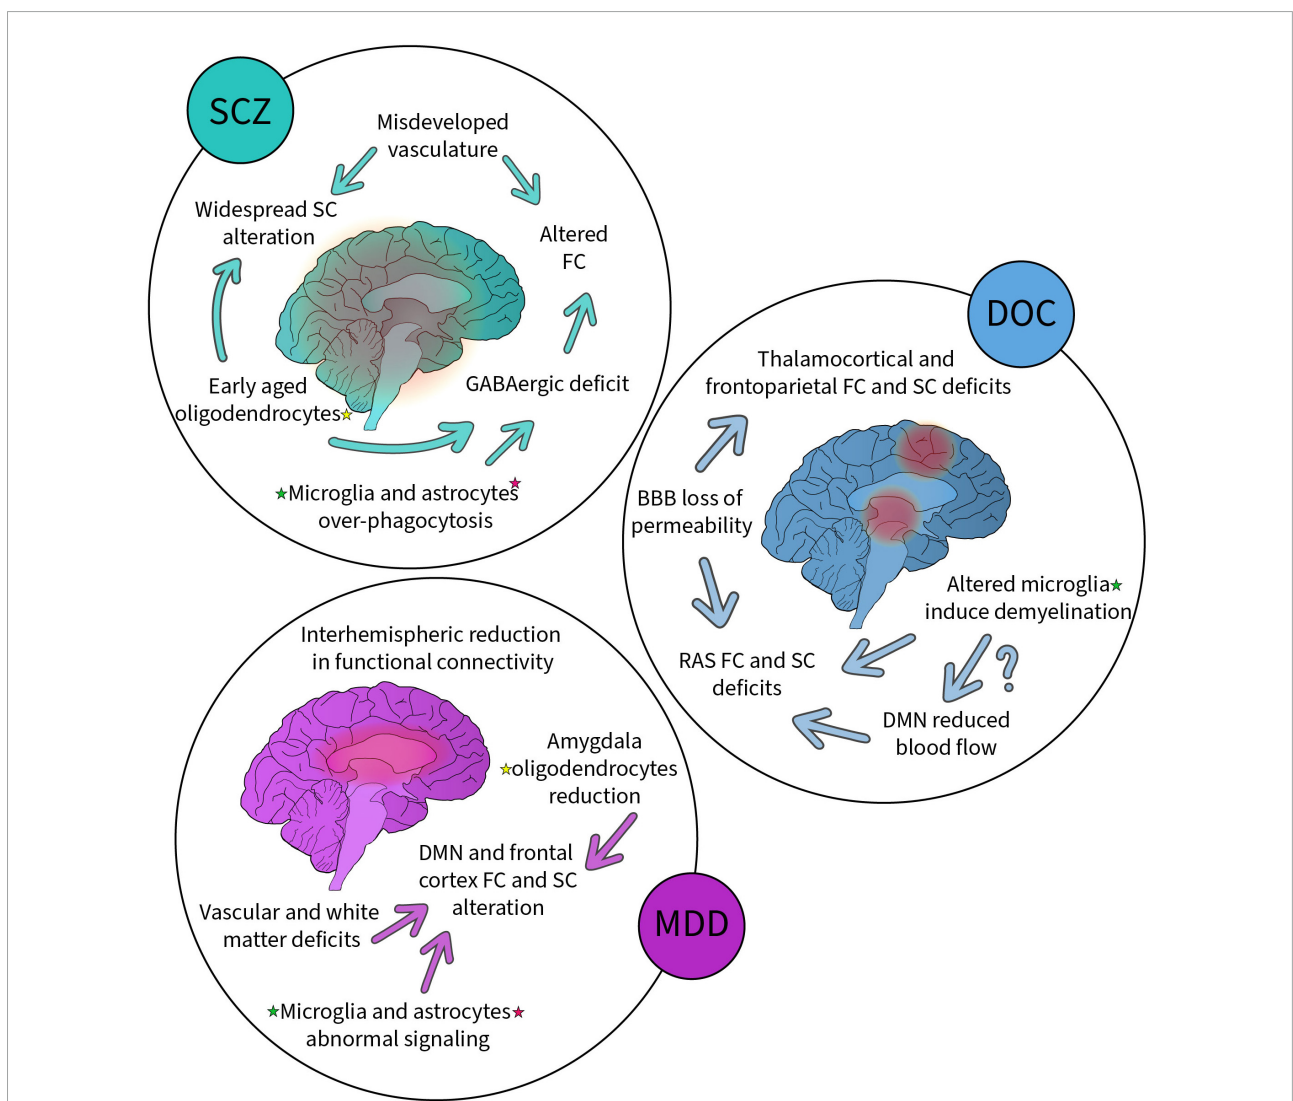 SCZ
Misdeveloped
vasculature
Widespread SC
alteration
Altered
FC
Early aged
oligodendrocytes
GABAergic deficit
Microglia and astrocytes
over-phagocytosis
DOC
Thalamocortical and
frontoparietal FC and SC deficits
BBB loss of
permeability
Altered microglia
induce demyelination
RAS FC and SC
deficits
?
DMN reduced
blood flow
Interhemispheric reduction
in functional connectivity
Amygdala
oligodendrocytes
reduction
DMN and frontal
cortex FC and SC
alteration
Vascular and white
matter deficits
MDD
Microglia and astrocytes
abnormal signaling